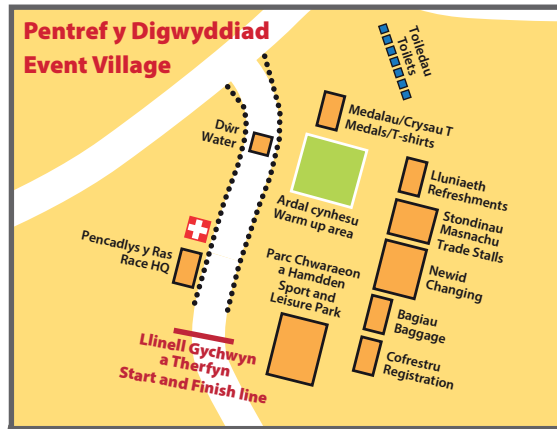 Pentref y Digwyddiad
Event Village
Toiledau
Toilets
Medalau/Crysau T
Medals/T-shirts
Dŵr
Water
Lluniaeth
Refreshments
Ardal cynhesu
Warm up area
Stondinau
Masnachu
Trade Stalls
Pencadlys y Ras
Race HQ
Parc Chwaraeon
a Hamdden
Sport and
Leisure Park
Newid
Changing
Bagiau
Baggage
Cofrestru
Registration
Llinell Gychwyn
a Therfyn
Start and Finish line